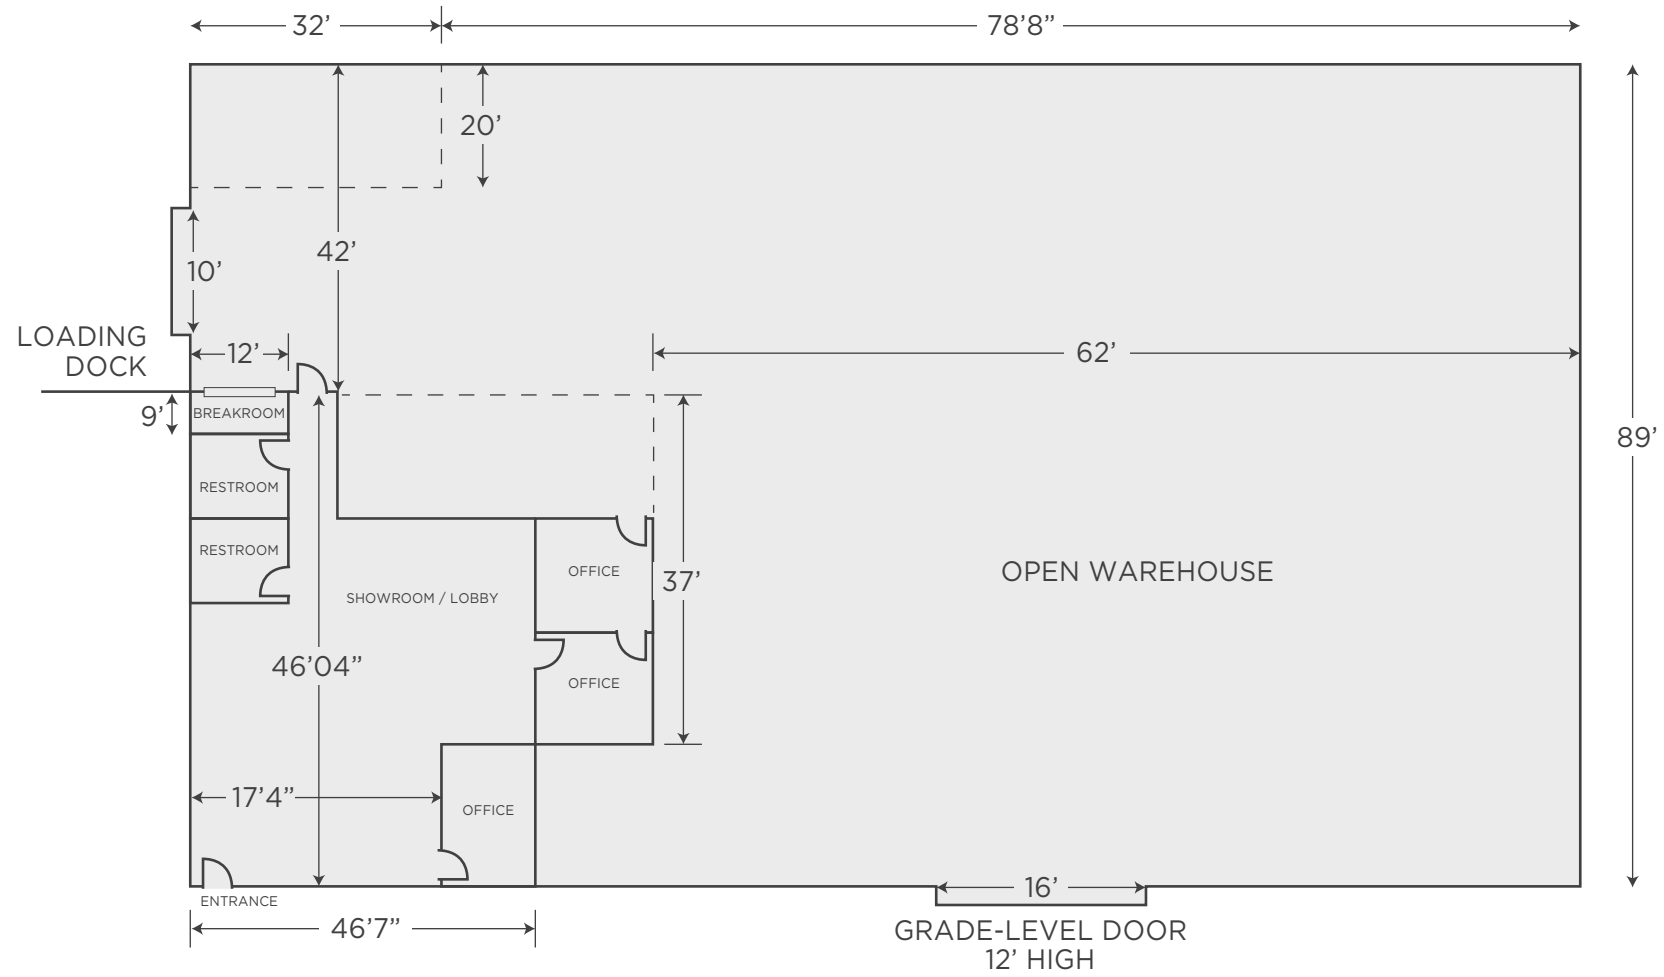 32’
78’8”
20’
42’
10’
LOADING
DOCK
12’
62’
9’
BREAKROOM
89’
RESTROOM
RESTROOM
OFFICE
37’
OPEN WAREHOUSE
SHOWROOM / LOBBY
46’04”
OFFICE
17’4”
OFFICE
16’
ENTRANCE
46’7”
GRADE-LEVEL DOOR
12’ HIGH